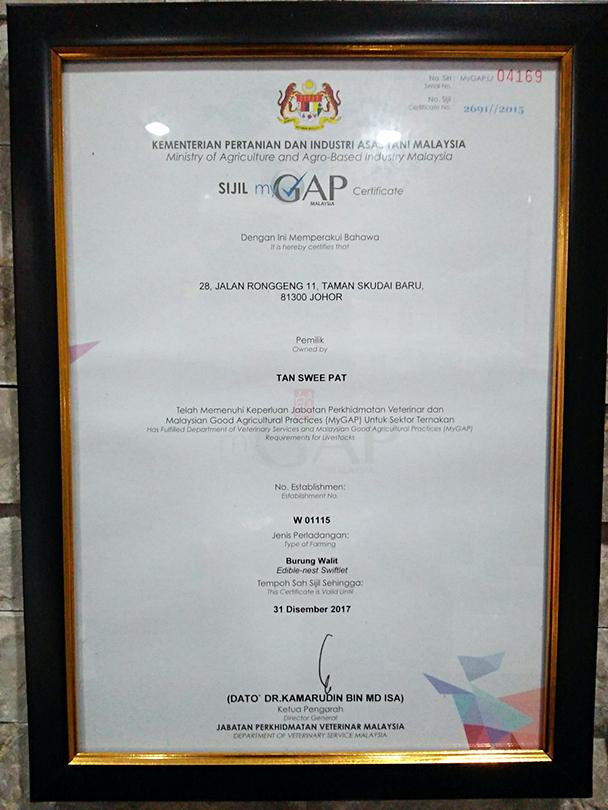 No. Siri : MyGAP.L/ 04169
Serial No.
No. Sijil :
Certificate No. 2691//2015
KEMENTERIAN PERTANIAN DAN INDUSTRI ASAS TANI MALAYSIA
Ministry of Agriculture and Agro-Based Industry Malaysia
SIJIL myGAP Certificate
MALAYSIA
Dengan Ini Memperakui Bahawa
It is hereby certifies that
28, JALAN RONGGENG 11, TAMAN SKUDAI BARU,
81300 JOHOR
Pemilik
Owned by
TAN SWEE PAT
Telah Memenuhi Keperluan Jabatan Perkhidmatan Veterinar dan
Malaysian Good Agricultural Practices (MyGAP) Untuk Sektor Ternakan
Has Fulfilled Department of Veterinary Services and Malaysian Good Agricultural Practices (MyGAP)
Requirements for Livestocks
GAP
No. Establishmen:
Establishment No.
W 01115
Jenis Perladangan:
Type of Farming
Burung Walit
Edible-nest Swiftlet
Tempoh Sah Sijil Sehingga:
This Certificate is Valid Until
31 Disember 2017
(DATO` DR.KAMARUDIN BIN MD ISA)
Ketua Pengarah
Director General
JABATAN PERKHIDMATAN VETERINAR MALAYSIA
DEPARTMENT OF VETERINARY SERVICE MALAYSIA